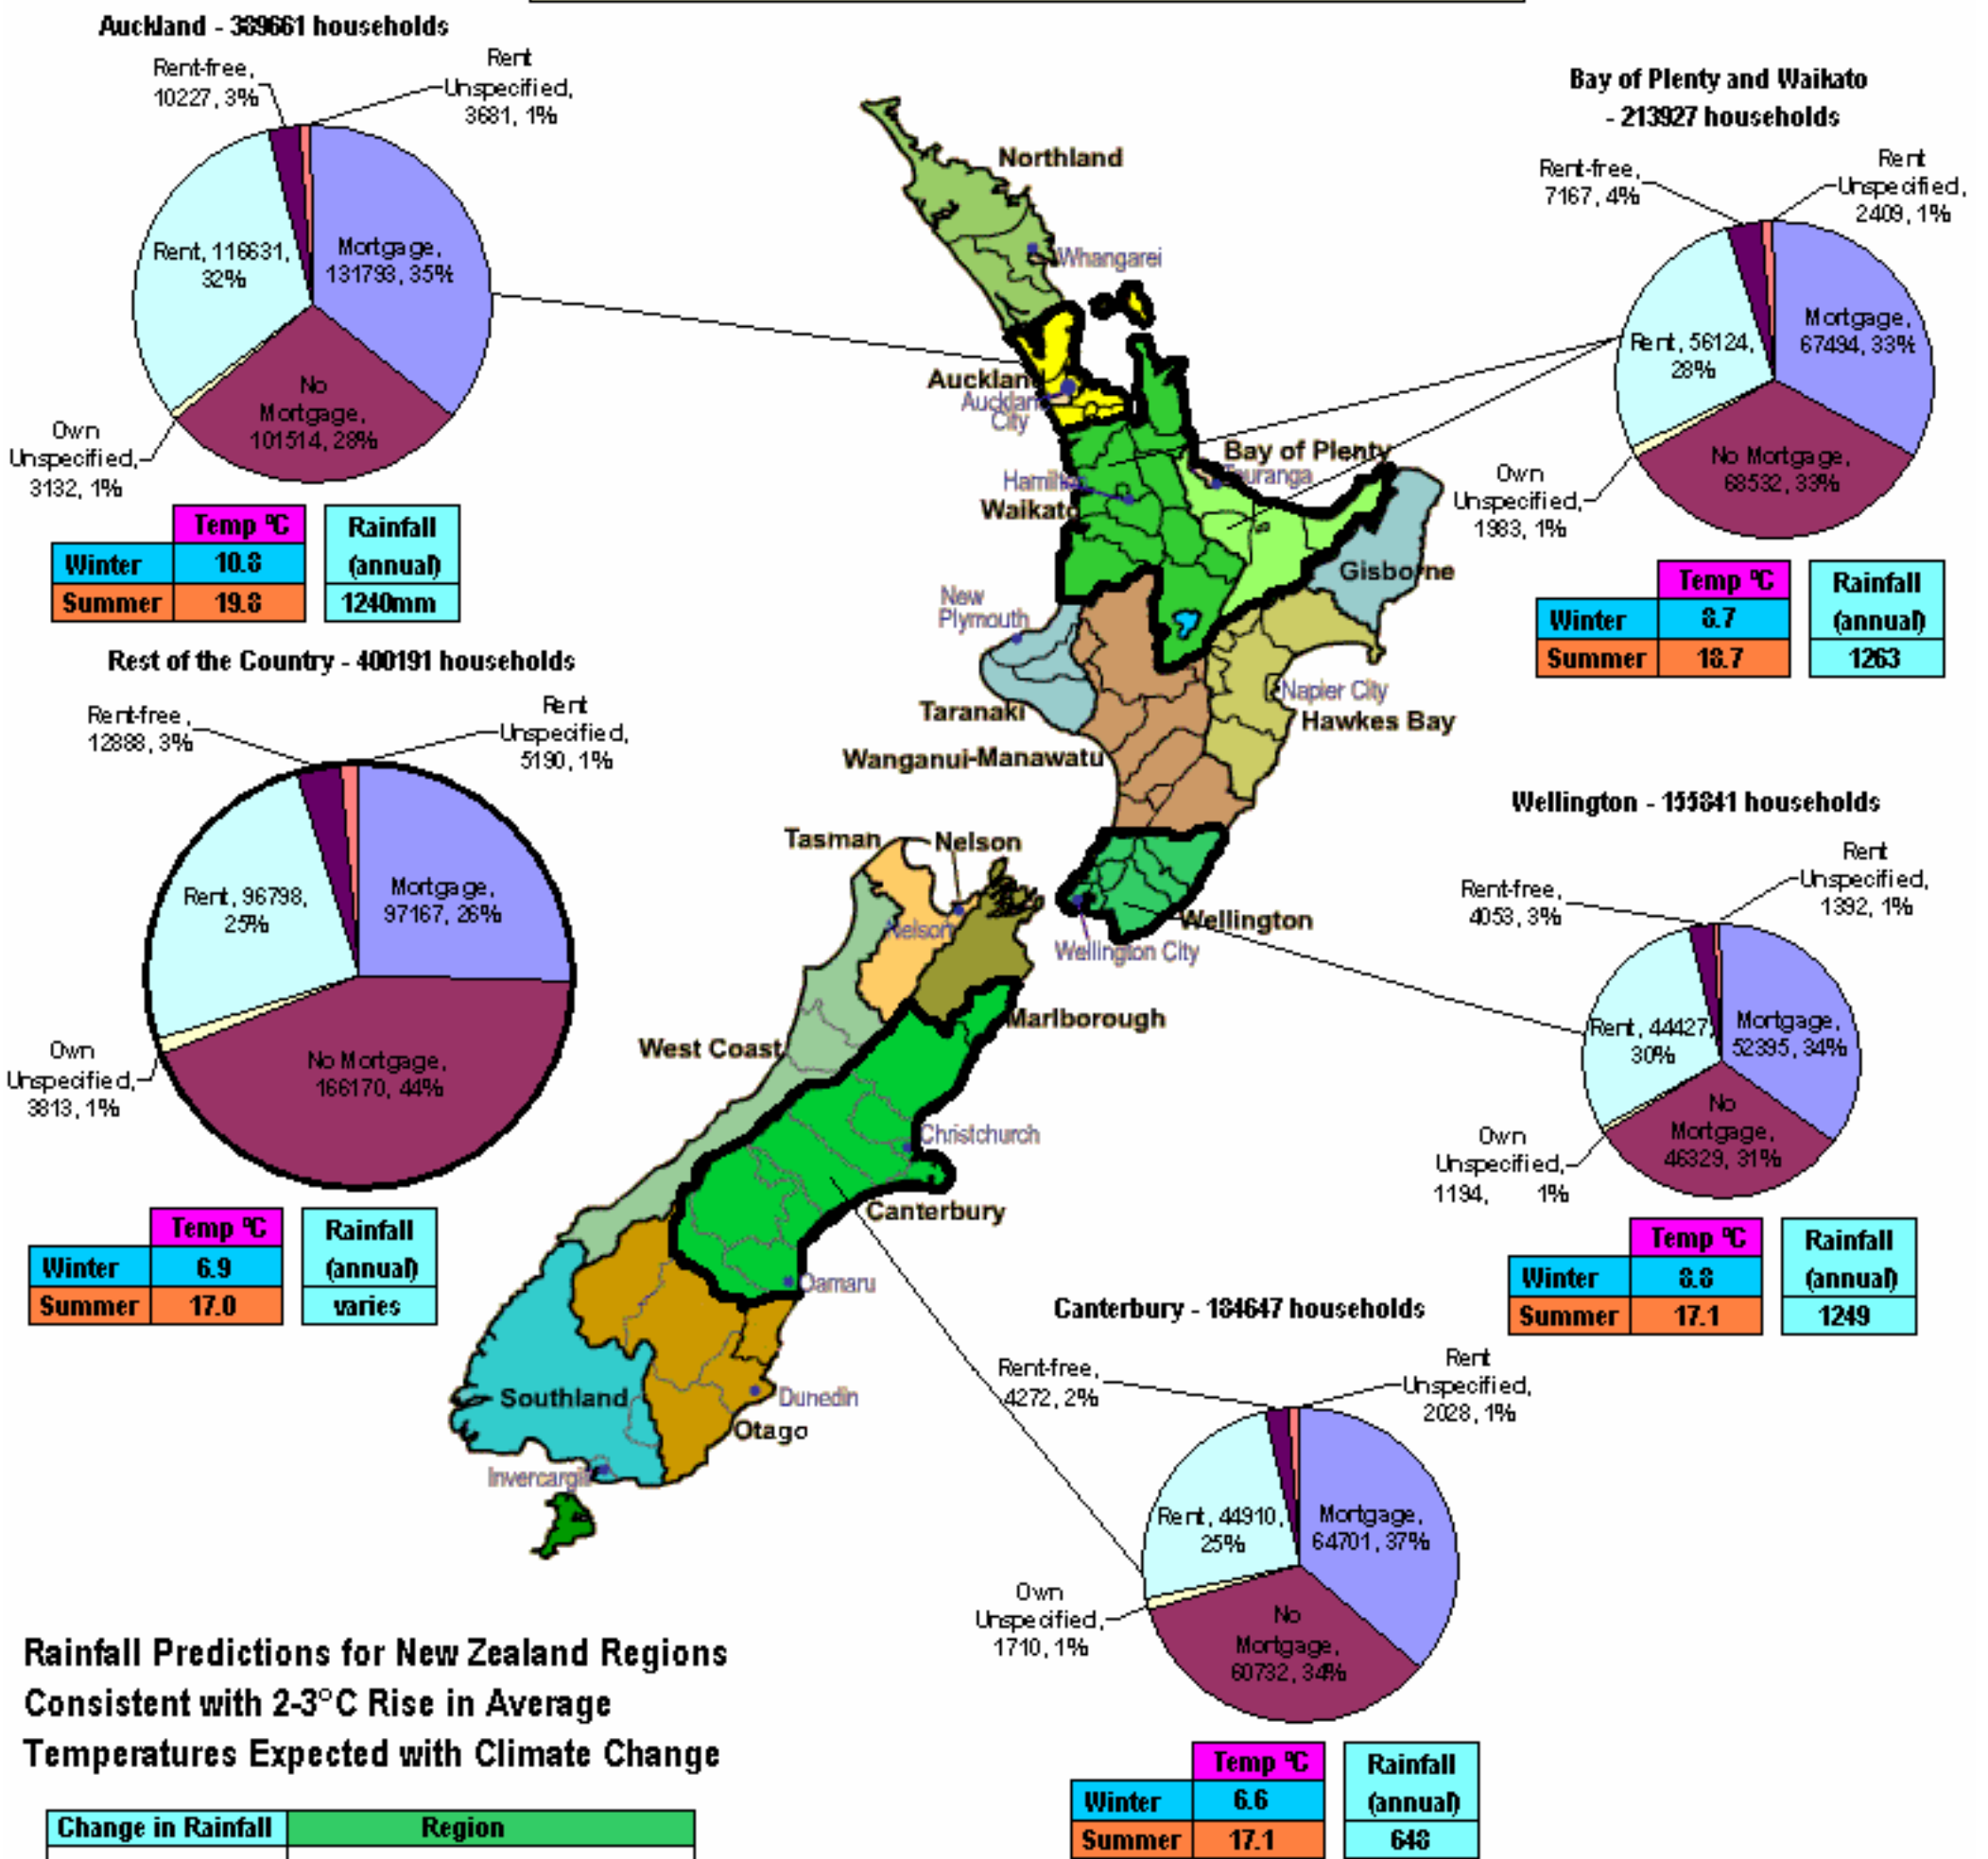 Auckland - 389661 households
Rent-free,
10227, 3%
Rent
Unspecified,
3681, 1%
Rent, 116631,
32%
Mortgage,
131793, 35%
No
Mortgage,
101514, 28%
Own
Unspecified,
3132, 1%
Temp ºC
Winter 10.8
Summer 19.8
Rainfall
(annual)
1240mm
Bay of Plenty and Waikato
- 213927 households
Rent-free,
7167, 4%
Rent
Unspecified,
2409, 1%
Rent, 56124,
28%
Mortgage,
67494, 33%
No Mortgage,
68532, 33%
Own
Unspecified,
1983, 1%
Temp ºC
Winter 8.7
Summer 18.7
Rainfall
(annual)
1263
Northland
Whangarei
Auckland
Auckland
City
Bay of Plenty
Tauranga
Hamilton
Waikato
Gisborne
New
Plymouth
Taranaki
Napier City
Hawkes Bay
Wanganui-Manawatu
Tasman
Nelson
Nelson
Wellington
Wellington City
Marlborough
West Coast
Christchurch
Canterbury
Oamaru
Southland
Dunedin
Otago
Invercargill
Rest of the Country - 400191 households
Rent-free,
12888, 3%
Rent
Unspecified,
5190, 1%
Rent, 96798,
25%
Mortgage,
97167, 26%
No Mortgage,
166170, 44%
Own
Unspecified,
3813, 1%
Temp ºC
Winter 6.9
Summer 17.0
Rainfall
(annual)
varies
Wellington - 155841 households
Rent-free,
4053, 3%
Rent
Unspecified,
1392, 1%
Rent, 44427,
30%
Mortgage,
52395, 34%
No
Mortgage,
46329, 31%
Own
Unspecified,
1194, 1%
Temp ºC
Winter 8.8
Summer 17.1
Rainfall
(annual)
1249
Canterbury - 184647 households
Rent-free,
4272, 2%
Rent
Unspecified,
2028, 1%
Rent, 44910,
25%
Mortgage,
64701, 37%
No
Mortgage,
60732, 34%
Own
Unspecified,
1710, 1%
Temp ºC
Winter 6.6
Summer 17.1
Rainfall
(annual)
648
Rainfall Predictions for New Zealand Regions
Consistent with 2-3°C Rise in Average
Temperatures Expected with Climate Change
Change in Rainfall Region